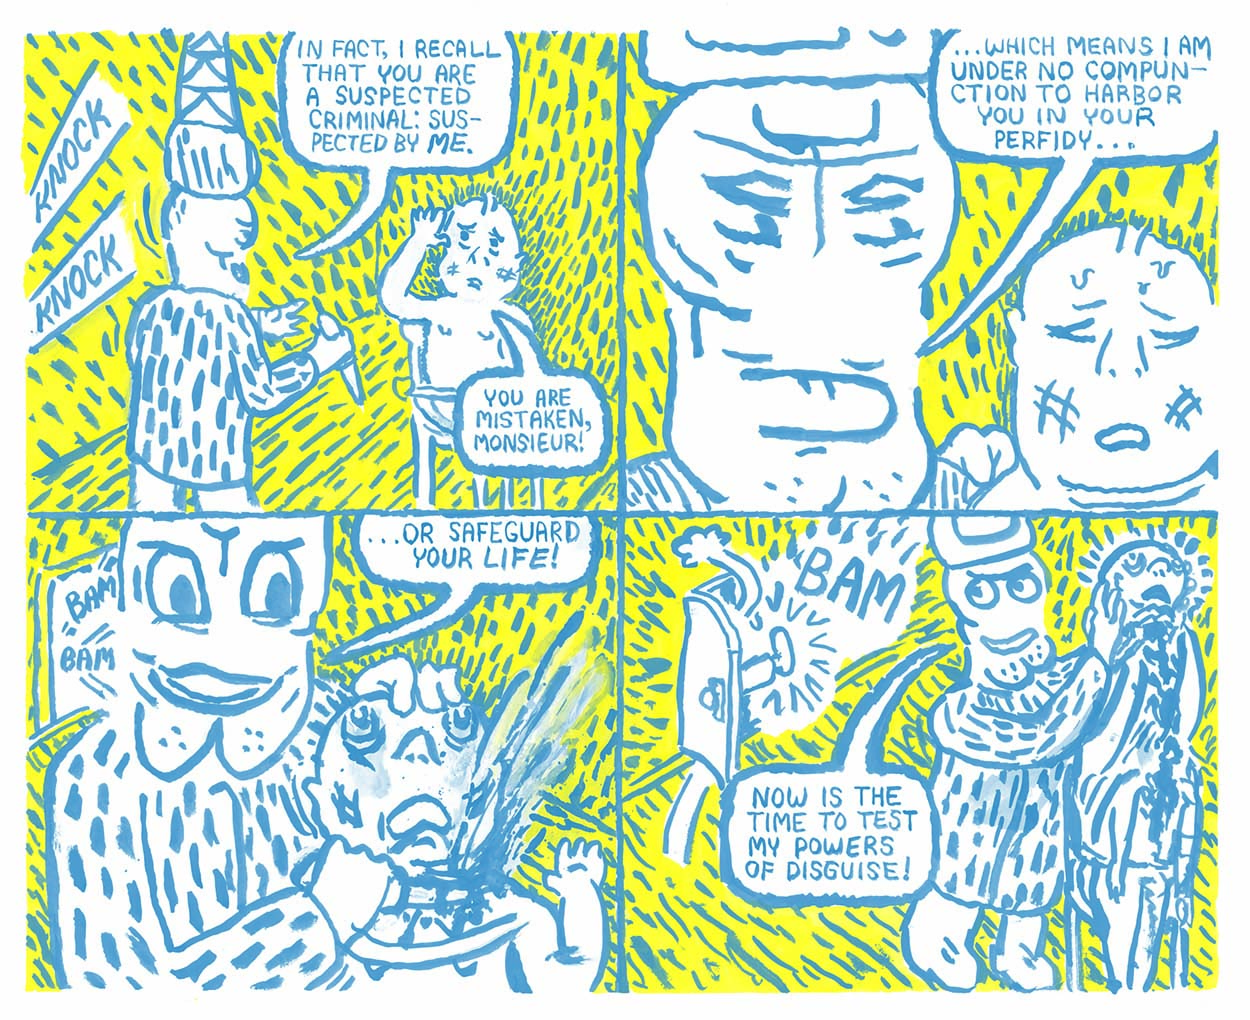 KNOCK
KNOCK
IN FACT, I RECALL
THAT YOU ARE
A SUSPECTED
CRIMINAL: SUS-
PECTED BY ME.
YOU ARE
MISTAKEN,
MONSIEUR!
...WHICH MEANS I AM
UNDER NO COMPUN-
CTION TO HARBOR
YOU IN YOUR
PERFIDY...
BAM
BAM
...OR SAFEGUARD
YOUR LIFE!
BAM
NOW IS THE
TIME TO TEST
MY POWERS
OF DISGUISE!